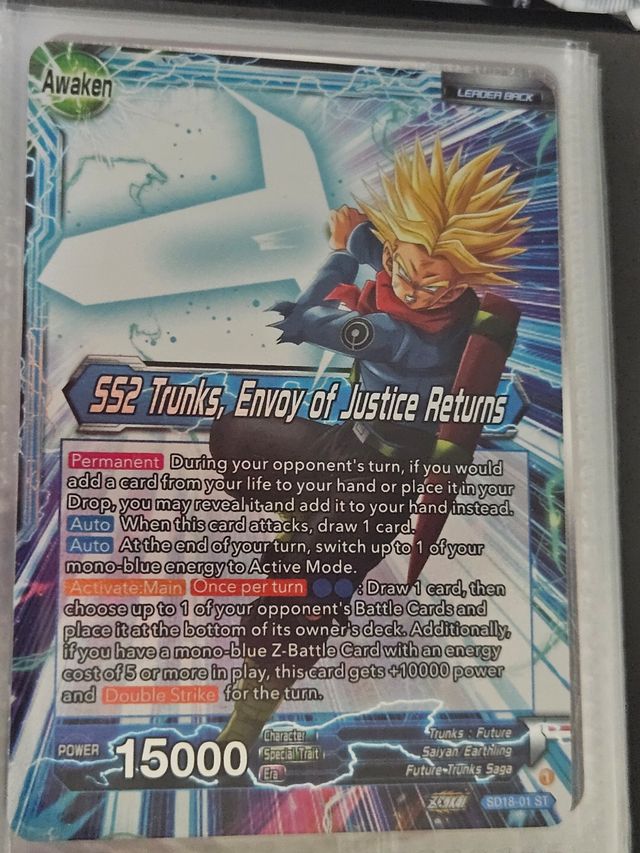 Awaken
LEADER BACK
SS2 Trunks, Envoy of Justice Returns
Permanent During your opponent's turn, if you would
add a card from your life to your hand or place it in your
Drop, you may reveal it and add it to your hand instead.
Auto When this card attacks, draw 1 card.
Auto At the end of your turn, switch up to 1 of your
mono-blue energy to Active Mode.
Activate:Main Once per turn : Draw 1 card, then
choose up to 1 of your opponent's Battle Cards and
place it at the bottom of its owner's deck. Additionally,
if you have a mono-blue Z-Battle Card with an energy
cost of 5 or more in play, this card gets +10000 power
and Double Strike for the turn.
POWER 15000
Character Trunks : Future
Special Trait Saiyan Earthling
Era Future Trunks Saga
SD18-01 ST